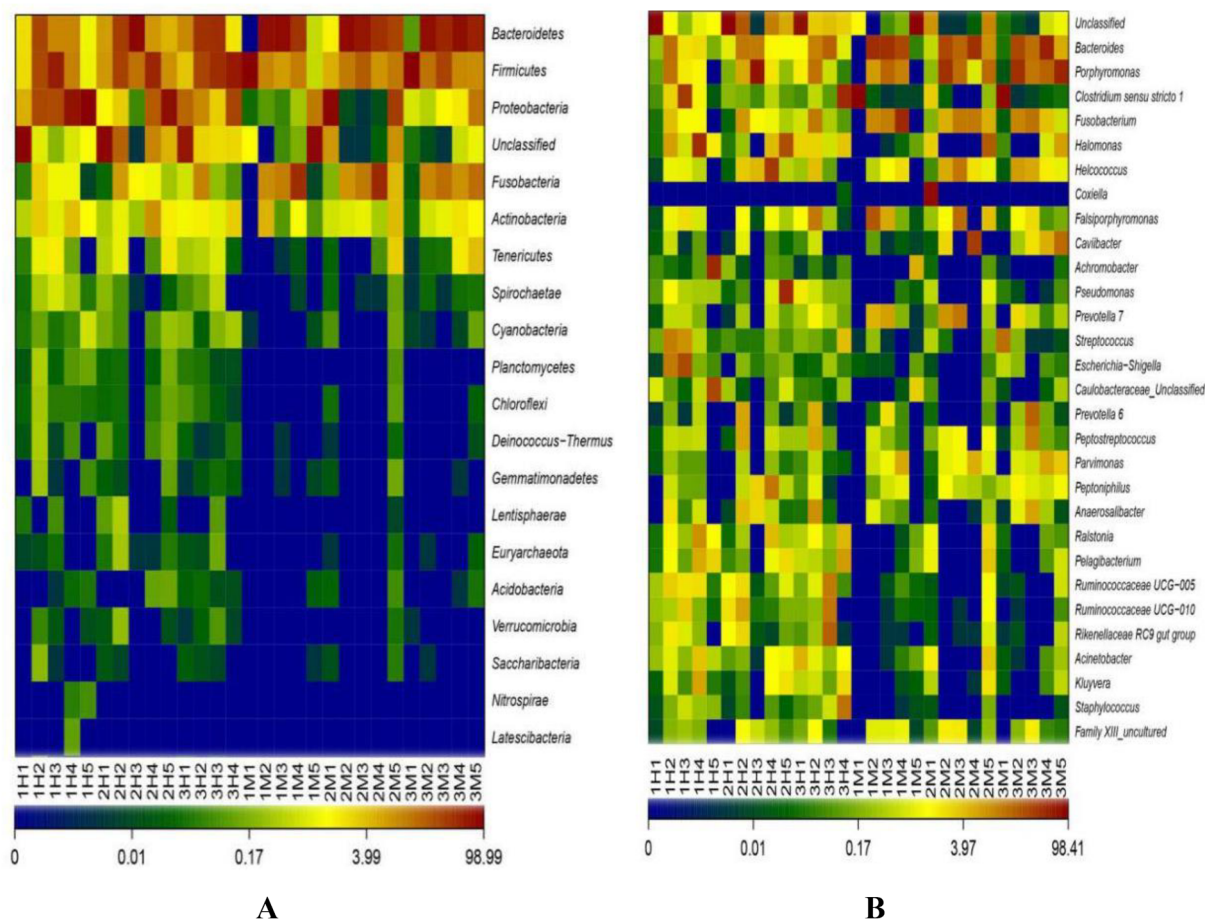 Bacteroidetes
Firmicutes
Proteobacteria
Unclassified
Fusobacteria
Actinobacteria
Tenericutes
Spirochaetae
Cyanobacteria
Planctomycetes
Chloroflexi
Deinococcus-Thermus
Gemmatimonadetes
Lentisphaerae
Euryarchaeota
Acidobacteria
Verrucomicrobia
Saccharibacteria
Nitrospirae
Latescibacteria
1H1 1H2 1H3 1H4 1H5 2H1 2H2 2H3 2H4 2H5 3H1 3H2 3H3 3H4 1M1 1M2 1M3 1M4 1M5 2M1 2M2 2M3 2M4 2M5 3M1 3M2 3M3 3M4 3M5
0 0.01 0.17 3.99 98.99
A
Unclassified
Bacteroides
Porphyromonas
Clostridium sensu stricto 1
Fusobacterium
Halomonas
Helcococcus
Coxiella
Falsiporphyromonas
Caviibacter
Achromobacter
Pseudomonas
Prevotella 7
Streptococcus
Escherichia-Shigella
Caulobacteraceae_Unclassified
Prevotella 6
Peptostreptococcus
Parvimonas
Peptoniphilus
Anaerosalibacter
Ralstonia
Pelagibacterium
Ruminococcaceae UCG-005
Ruminococcaceae UCG-010
Rikenellaceae RC9 gut group
Acinetobacter
Kluyvera
Staphylococcus
Family XIII_uncultured
1H1 1H2 1H3 1H4 1H5 2H1 2H2 2H3 2H4 2H5 3H1 3H2 3H3 3H4 1M1 1M2 1M3 1M4 1M5 2M1 2M2 2M3 2M4 2M5 3M1 3M2 3M3 3M4 3M5
0 0.01 0.17 3.97 98.41
B